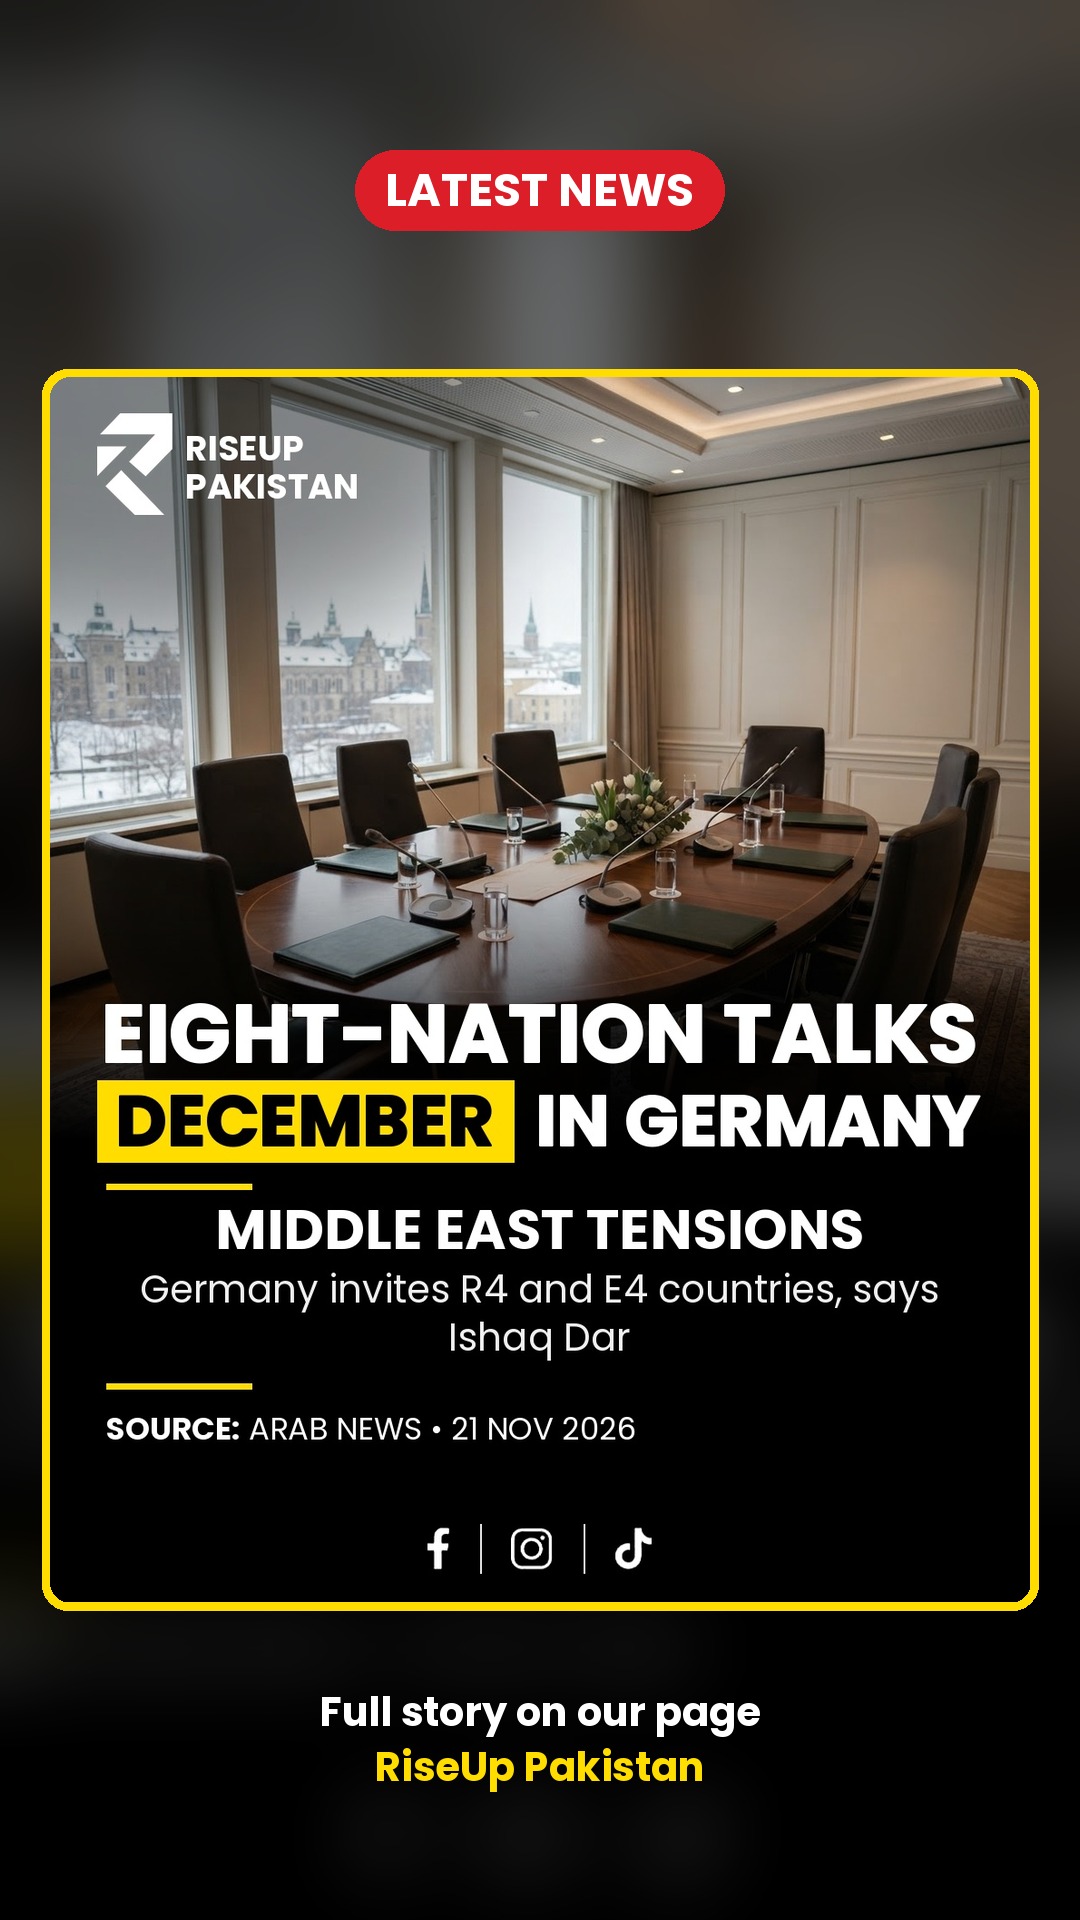 LATEST NEWS
RISEUP
PAKISTAN
EIGHT-NATION TALKS
DECEMBER IN GERMANY
MIDDLE EAST TENSIONS
Germany invites R4 and E4 countries, says
Ishaq Dar
SOURCE: ARAB NEWS • 21 NOV 2026
Full story on our page
RiseUp Pakistan